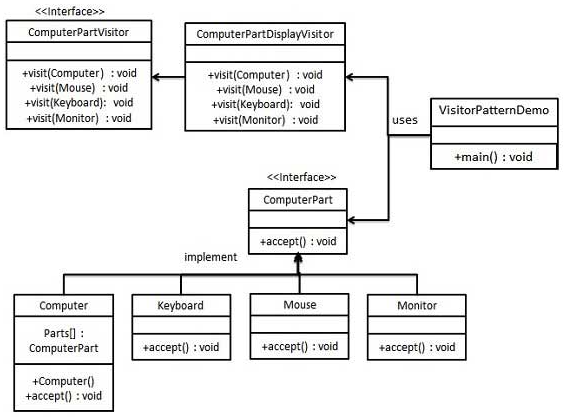 <<Interface>>
ComputerPartVisitor
+visit(Computer) : void
+visit(Mouse) : void
+visit(Keyboard): void
+visit(Monitor) : void
ComputerPartDisplayVisitor
+visit(Computer) : void
+visit(Mouse) : void
+visit(Keyboard): void
+visit(Monitor) : void
uses
VisitorPatternDemo
+main() : void
<<Interface>>
ComputerPart
+accept() : void
implement
Computer
Parts[] :
ComputerPart
+Computer()
+accept() : void
Keyboard
+accept() : void
Mouse
+accept() : void
Monitor
+accept() : void